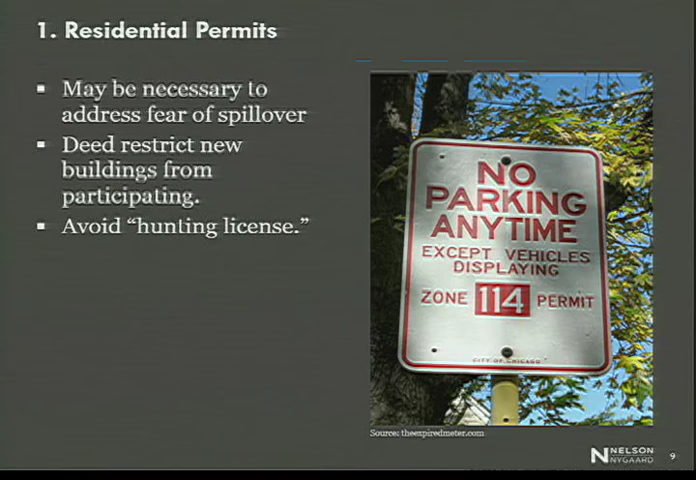 1. Residential Permits
▪ May be necessary to
address fear of spillover
▪ Deed restrict new
buildings from
participating.
▪ Avoid “hunting license.”
NO
PARKING
ANYTIME
EXCEPT VEHICLES
DISPLAYING
ZONE 114 PERMIT
CITY OF CHICAGO
Source: theexpiredmeter.com
NELSON
NYGAARD
9